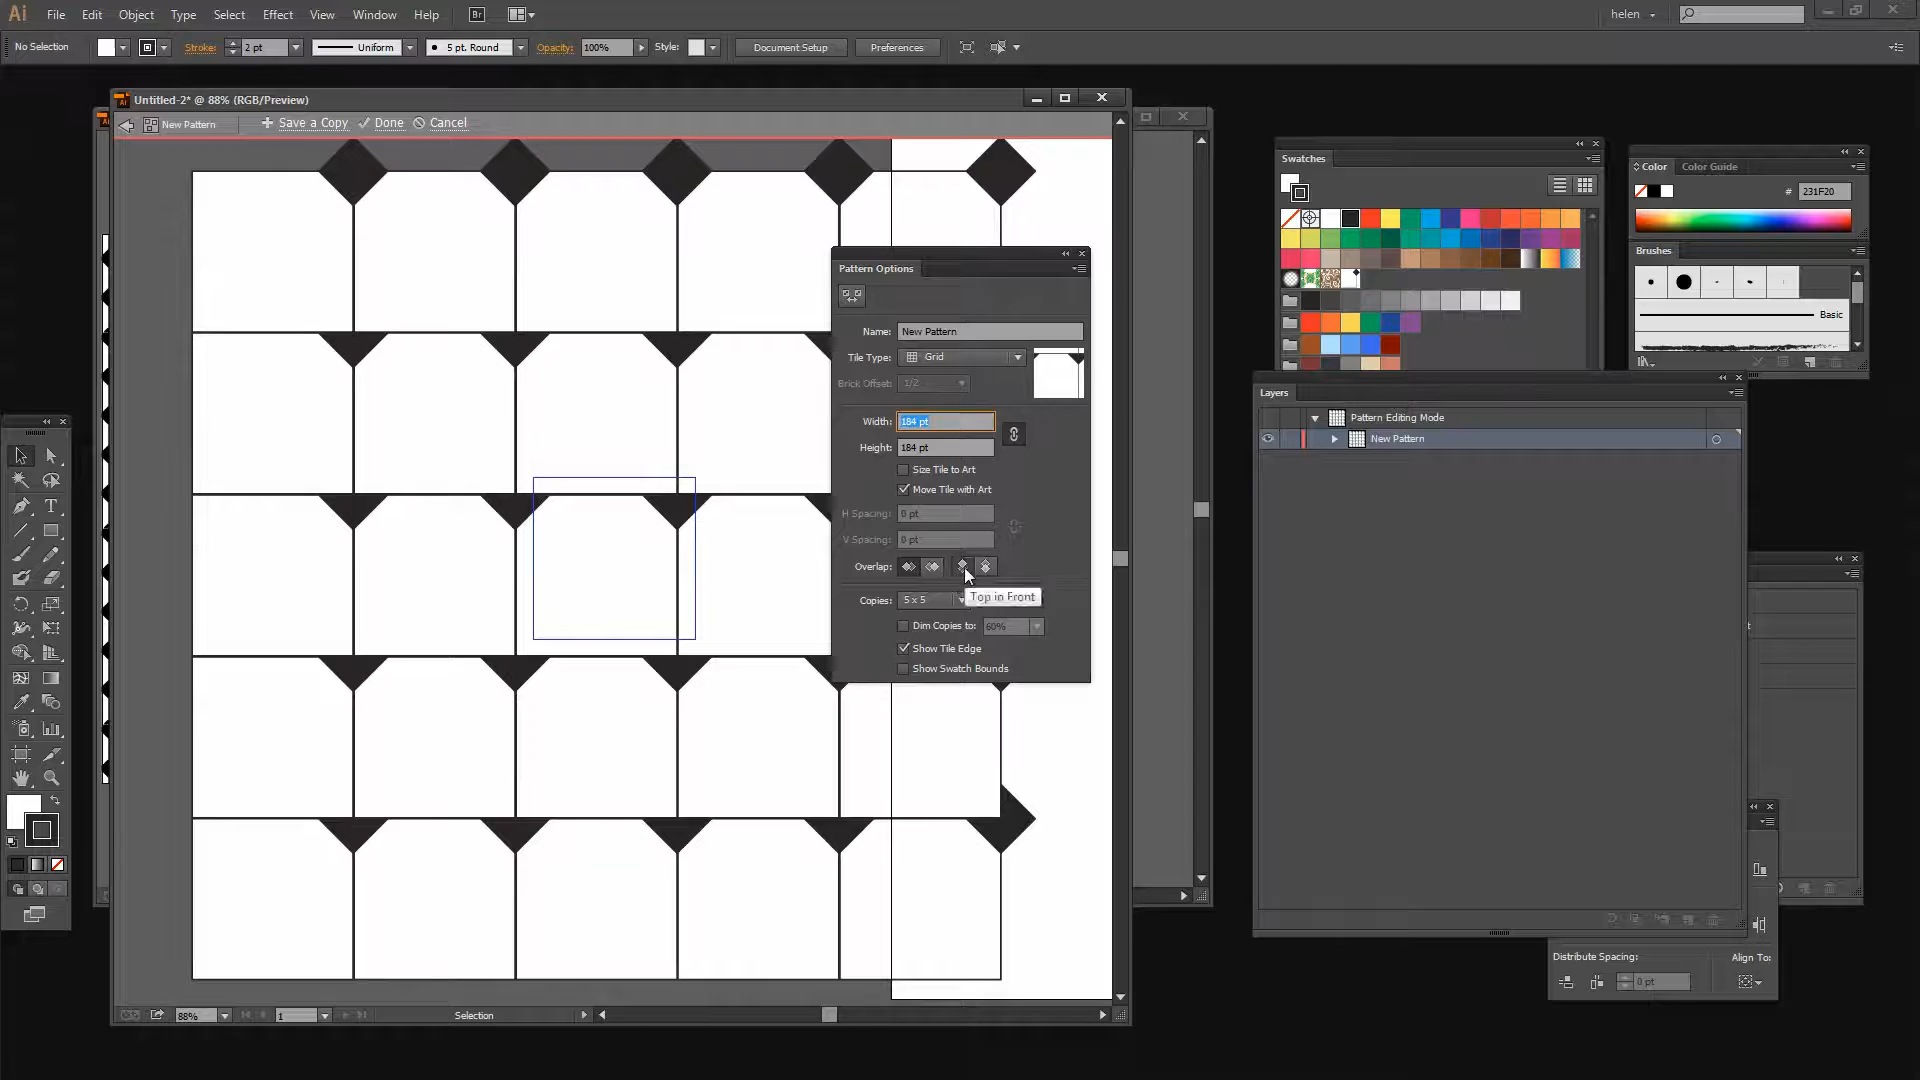 Ai File Edit Object Type Select Effect View Window Help Br helen
No Selection Stroke: 2 pt Uniform 5 pt. Round Opacity: 100% Style: Document Setup Preferences
Untitled-2* @ 88% (RGB/Preview)
New Pattern Save a Copy Done Cancel
Pattern Options
Name: New Pattern
Tile Type: Grid
Brick Offset: 1/2
Width: 184 pt
Height: 184 pt
Size Tile to Art
Move Tile with Art
H Spacing: 0 pt
V Spacing: 0 pt
Overlap:
Top in Front
Copies: 5 x 5
Dim Copies to: 60%
Show Tile Edge
Show Swatch Bounds
88% 1 Selection
Swatches
Color Color Guide
# 231F20
Brushes
Basic
Layers
Pattern Editing Mode
New Pattern
Distribute Spacing: Align To:
0 pt